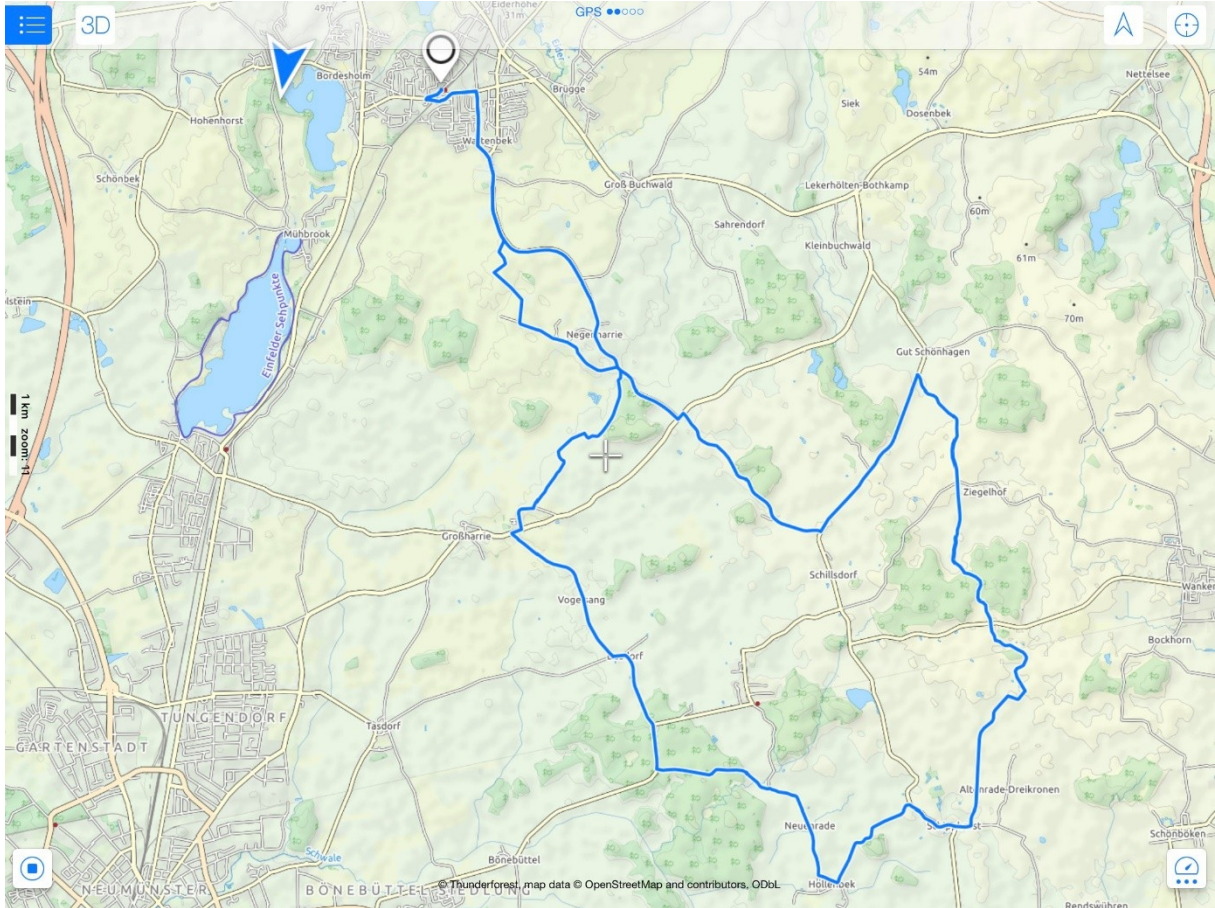 49m
Eiderhöhe
31m
GPS
3D
Bordesholm
Eider
Brügge
54m
Nettelsee
Siek
Dosenbek
Hohenhorst
Wattenbek
Schönbek
Groß Buchwald
Lekerhölten-Bothkamp
60m
Sahrendorf
Mühbrook
Kleinbuchwald
61m
olstein
Einfelder Sehpunkte
70m
Negenharrie
Gut Schönhagen
1 km zoom: 11
Ziegelhof
Großharrie
Schillsdorf
Wanken
Vogelsang
Bockhorn
TUNGENDORF
Tasdorf
GARTENSTADT
Altenrade-Dreikronen
Neuenrade
Schönböken
Schwale
Bönebüttel
NEUMÜNSTER
BÖNEBÜTTEL SIEDLUNG
© Thunderforest, map data © OpenStreetMap and contributors, ODbL
Höllenbek
Rendswühren